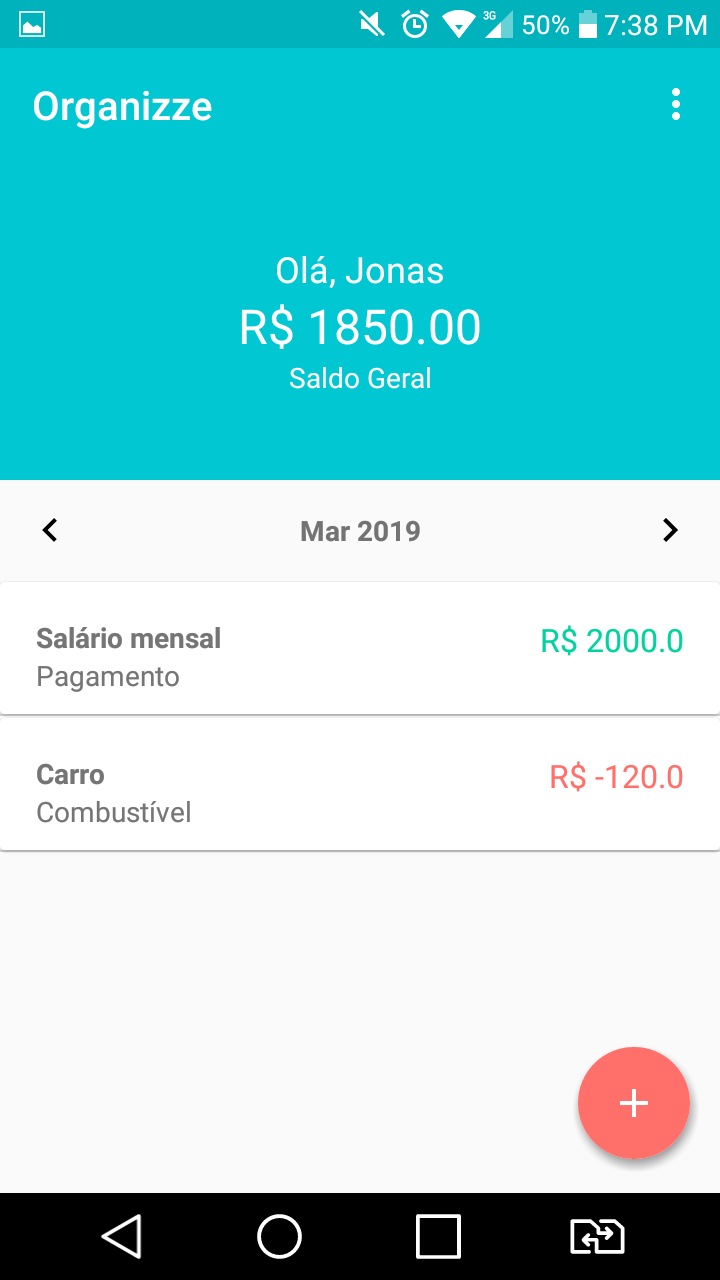 3G 50% 7:38 PM
Organizze
Olá, Jonas
R$ 1850.00
Saldo Geral
Mar 2019
Salário mensal R$ 2000.0
Pagamento
Carro R$ -120.0
Combustível